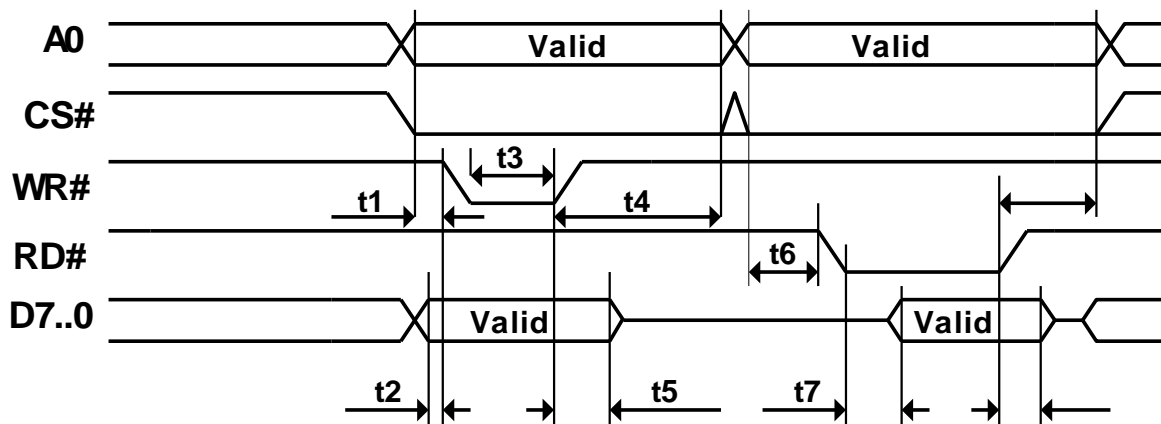 A0 Valid Valid
CS#
WR# t3
t1 t4
RD# t6
D7..0 Valid Valid
t2 t5 t7